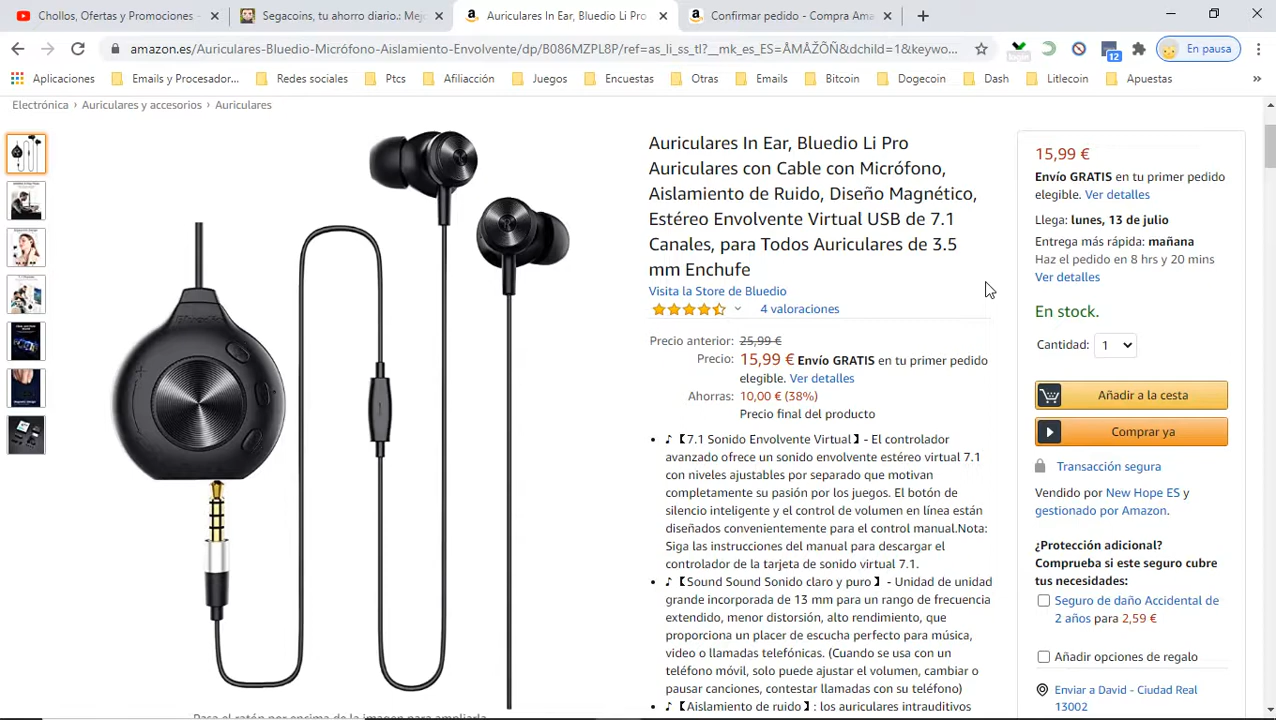 Chollos, Ofertas y Promociones -
Segacoins, tu ahorro diario.: Mej
Auriculares In Ear, Bluedio Li Pro
Confirmar pedido - Compra Ama
amazon.es/Auriculares-Bluedio-Micrófono-Aislamiento-Envolvente/dp/B086MZPL8P/ref=as_li_ss_tl?__mk_es_ES=ÅMÅŽÕÑ&dchild=1&keywo...
12
En pausa
Aplicaciones
Emails y Procesador...
Redes sociales
Ptcs
Afiliacción
Juegos
Encuestas
Otros
Emails
Bitcoin
Dogecoin
Dash
Litlecoin
Apuestas
»
Electrónica › Auriculares y accesorios › Auriculares
Auriculares In Ear, Bluedio Li Pro
Auriculares con Cable con Micrófono,
Aislamiento de Ruido, Diseño Magnético,
Estéreo Envolvente Virtual USB de 7.1
Canales, para Todos Auriculares de 3.5
mm Enchufe
Visita la Store de Bluedio
4 valoraciones
Precio anterior: 25,99 €
Precio: 15,99 € Envío GRATIS en tu primer pedido
elegible. Ver detalles
Ahorras: 10,00 € (38%)
Precio final del producto
• ♪【7.1 Sonido Envolvente Virtual】- El controlador
avanzado ofrece un sonido envolvente estéreo virtual 7.1
con niveles ajustables por separado que motivan
completamente su pasión por los juegos. El botón de
silencio inteligente y el control de volumen en línea están
diseñados convenientemente para el control manual.Nota:
Siga las instrucciones del manual para descargar el
controlador de la tarjeta de sonido virtual 7.1.
• ♪【Sound Sound Sonido claro y puro】- Unidad de unidad
grande incorporada de 13 mm para un rango de frecuencia
extendido, menor distorsión, alto rendimiento, que
proporciona un placer de escucha perfecto para música,
video o llamadas telefónicas. (Cuando se usa con un
teléfono móvil, solo puede ajustar el volumen, cambiar o
pausar canciones, contestar llamadas con su teléfono)
• ♪【Aislamiento de ruido】: los auriculares intrauditivos
15,99 €
Envío GRATIS en tu primer pedido
elegible. Ver detalles
Llega: lunes, 13 de julio
Entrega más rápida: mañana
Haz el pedido en 8 hrs y 20 mins
Ver detalles
En stock.
Cantidad: 1
Añadir a la cesta
Comprar ya
Transacción segura
Vendido por New Hope ES y
gestionado por Amazon.
¿Protección adicional?
Comprueba si este seguro cubre
tus necesidades:
Seguro de daño Accidental de
2 años para 2,59 €
Añadir opciones de regalo
Enviar a David - Ciudad Real
13002
Pasa el ratón por encima de la imagen para ampliarla